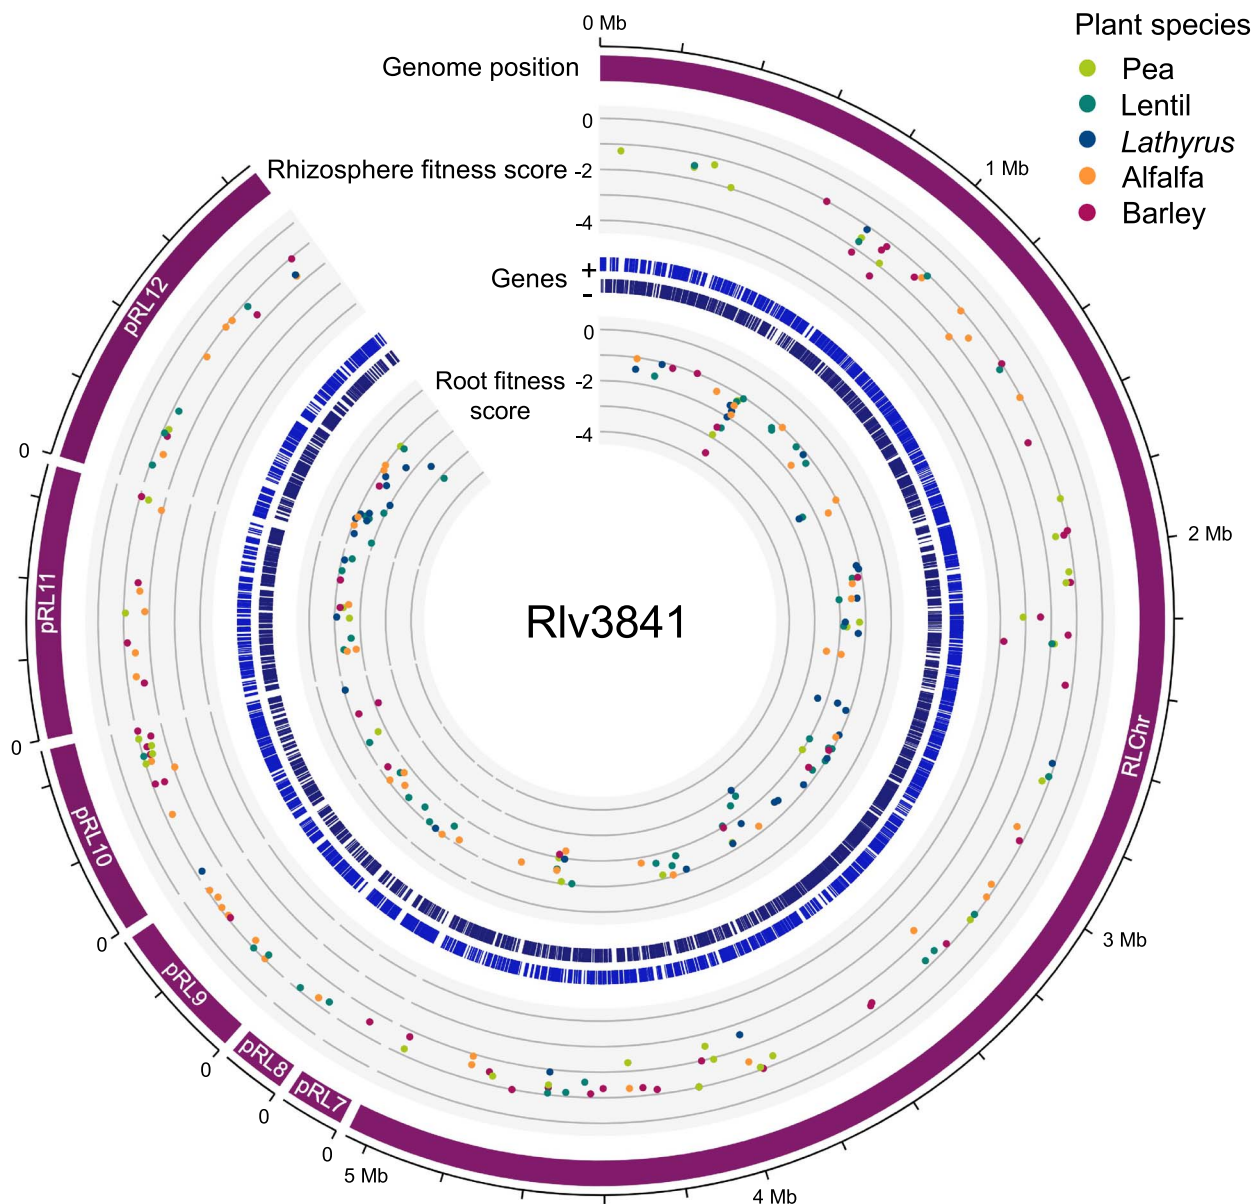 0 Mb
Plant species
Pea
Lentil
Lathyrus
Alfalfa
Barley
Genome position
0
Rhizosphere fitness score -2
-4
1 Mb
Genes
+
-
0
Root fitness
score
-2
-4
pRL12
0
2 Mb
pRL11
Rlv3841
0
RLChr
pRL10
3 Mb
0
pRL9
0
pRL8
0
pRL7
0
5 Mb
4 Mb